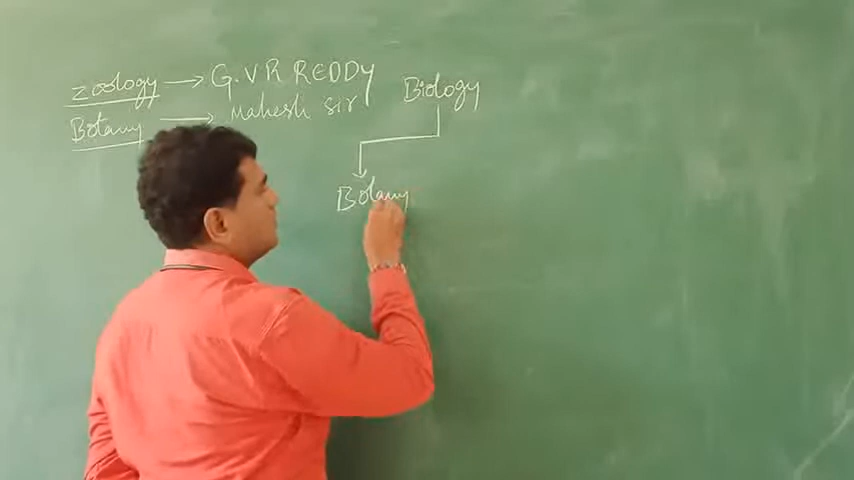 Zoology → G.V R REDDY
Botany → Mahesh sir
Biology
Botany